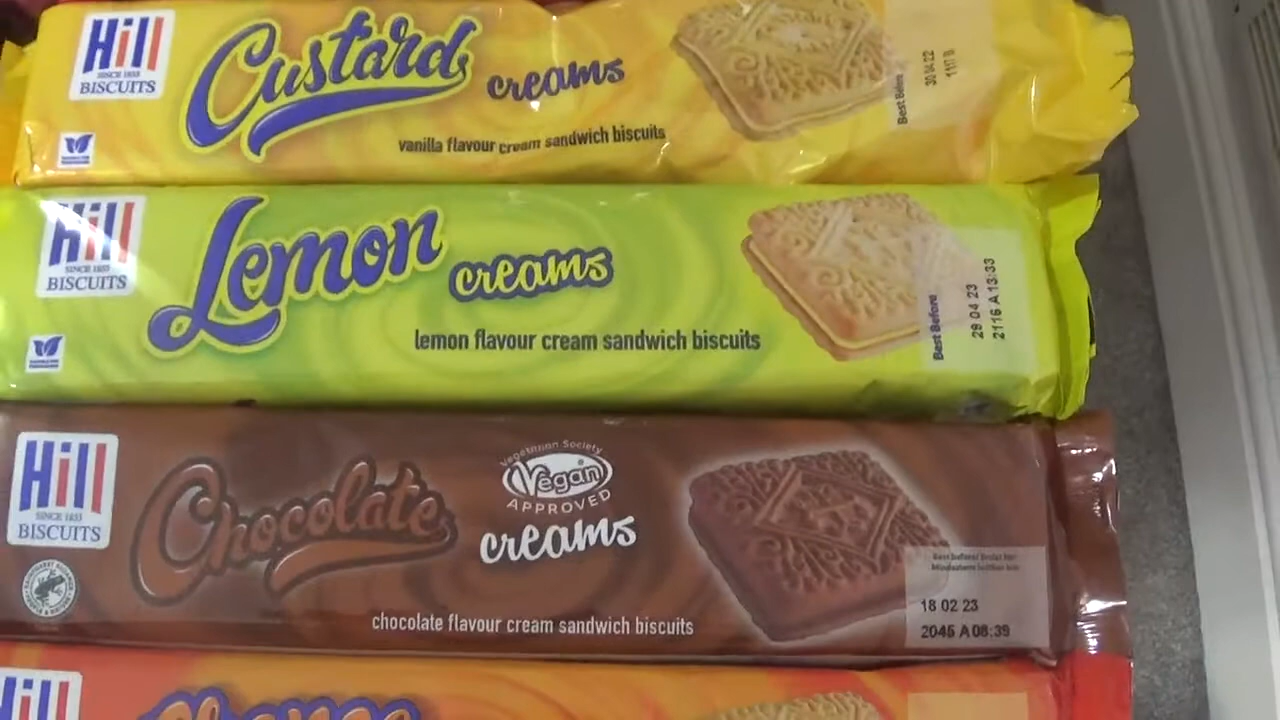 Hill
SINCE 1855
BISCUITS
Custard creams
vanilla flavour cream sandwich biscuits
Best Before
30 04 22
Hill
SINCE 1855
BISCUITS
Lemon creams
lemon flavour cream sandwich biscuits
Best Before
28 04 23
2116 A 13:33
Hill
SINCE 1855
BISCUITS
Chocolate creams
Vegetarian Society
Vegan
APPROVED
chocolate flavour cream sandwich biscuits
18 02 23
2045 A 08:39
Hill